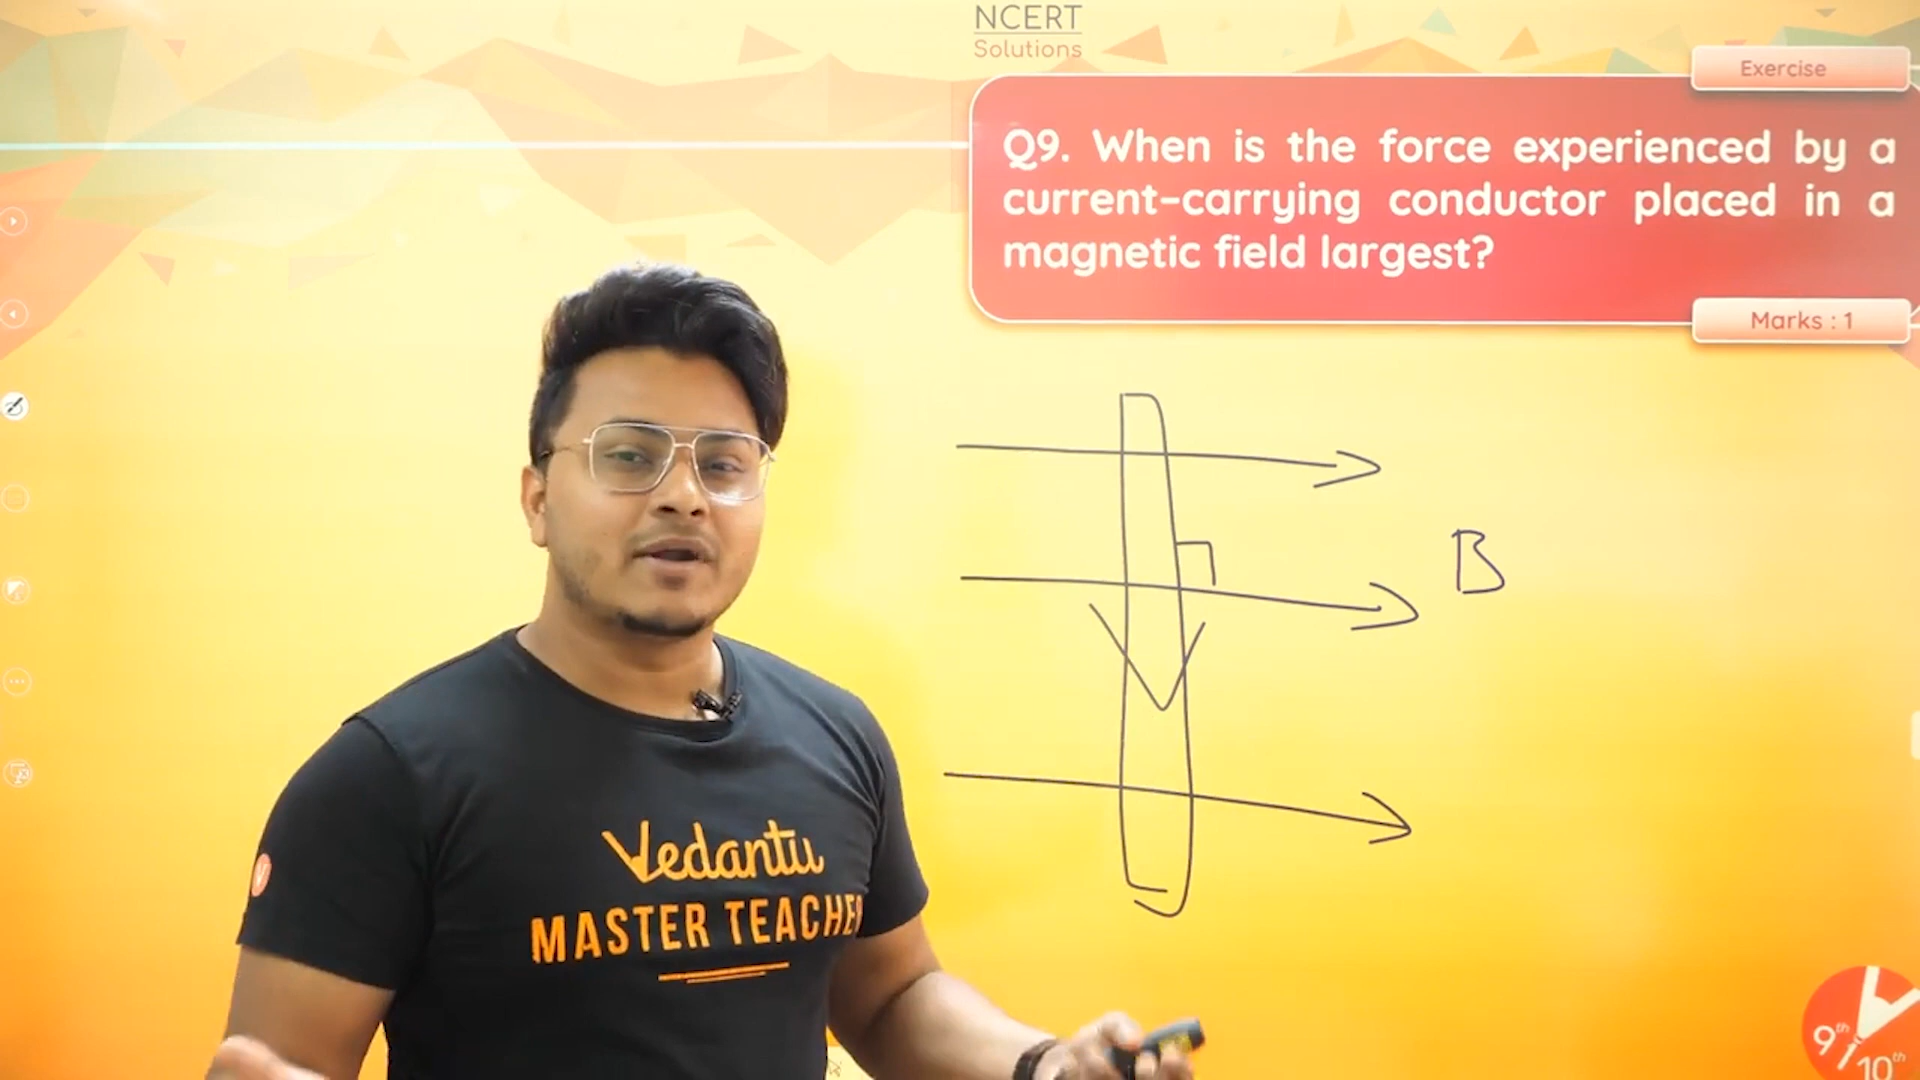 NCERT
Solutions
Exercise
Q9. When is the force experienced by a
current-carrying conductor placed in a
magnetic field largest?
Marks : 1
B
Vedantu
MASTER TEACHER
9th
10th